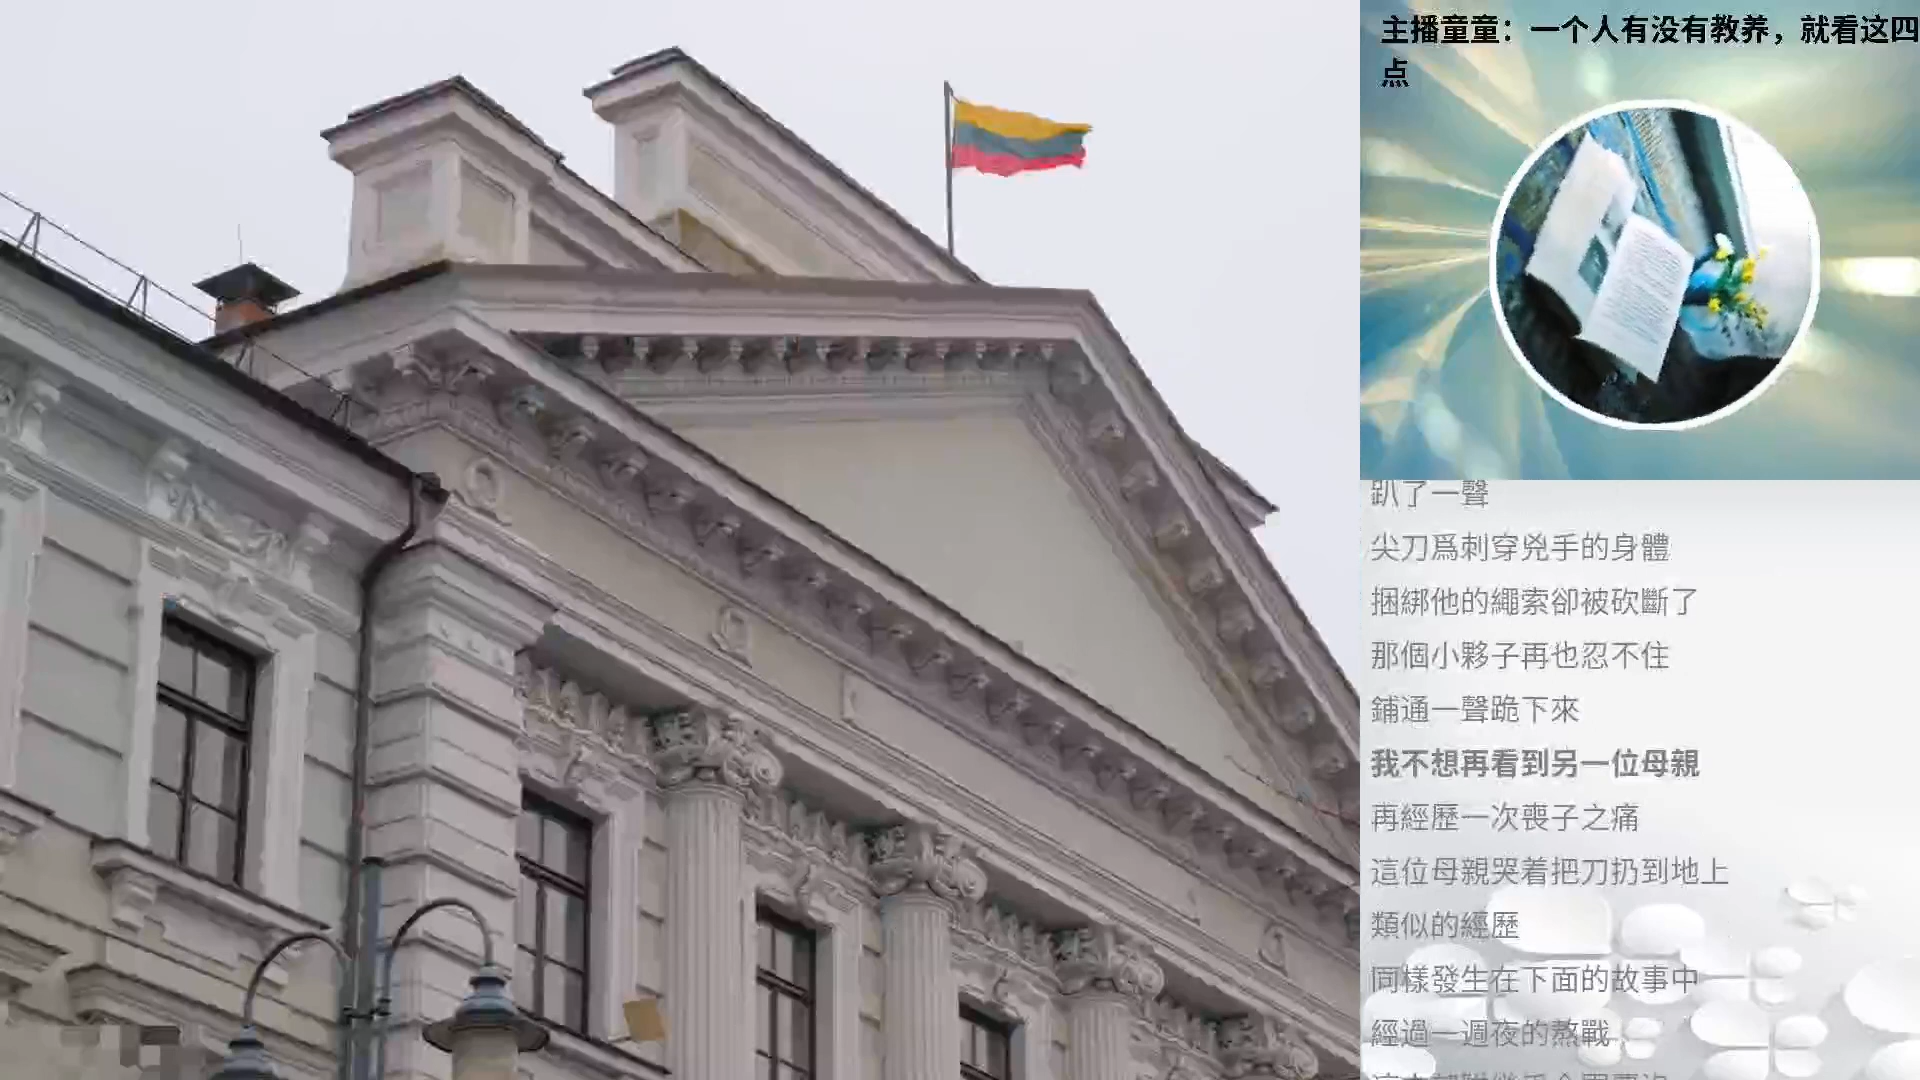 主播童童：一个人有没有教养，就看这四
点
趴了一聲
尖刀爲刺穿兇手的身體
捆綁他的繩索卻被砍斷了
那個小夥子再也忍不住
鋪通一聲跪下來
我不想再看到另一位母親
再經歷一次喪子之痛
這位母親哭着把刀扔到地上
類似的經歷
同樣發生在下面的故事中
經過一週夜的熬戰